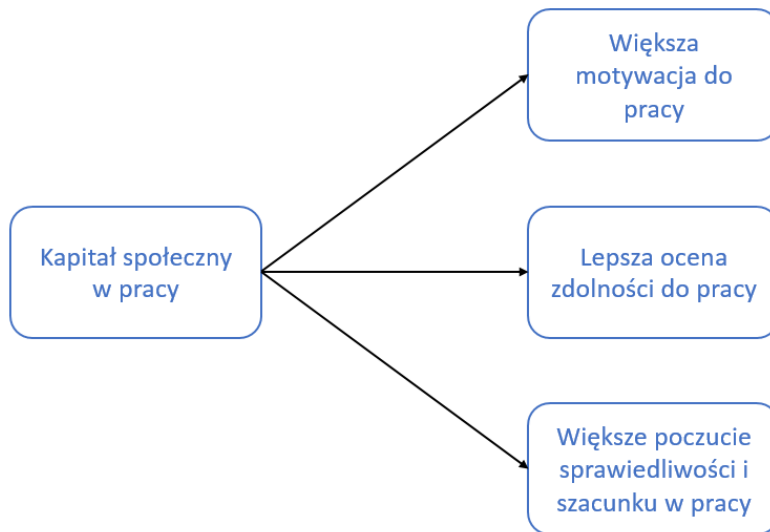 Większa
motywacja do
pracy
Kapitał społeczny
w pracy
Lepsza ocena
zdolności do pracy
Większe poczucie
sprawiedliwości i
szacunku w pracy